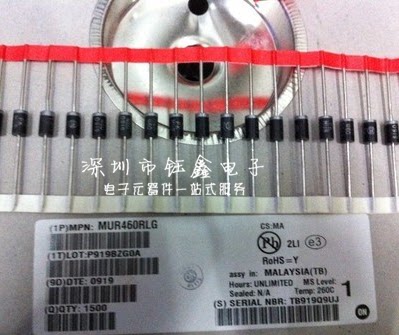 深圳市钰鑫电子
电子元器件一站式服务
(1P)MPN: MUR460RLG
(1T)LOT:P919BZG0A
(9D)DTE: 0919
(Q)QTY: 1500
CS:MA
Pb
2LI
e3
RoHS=Y
assy in: MALAYSIA(TB)
Hours: UNLIMITED MS Level:
Sealed: N/A Temp: 260C
1
(S) SERIAL NBR: TB919Q9UJ
ON